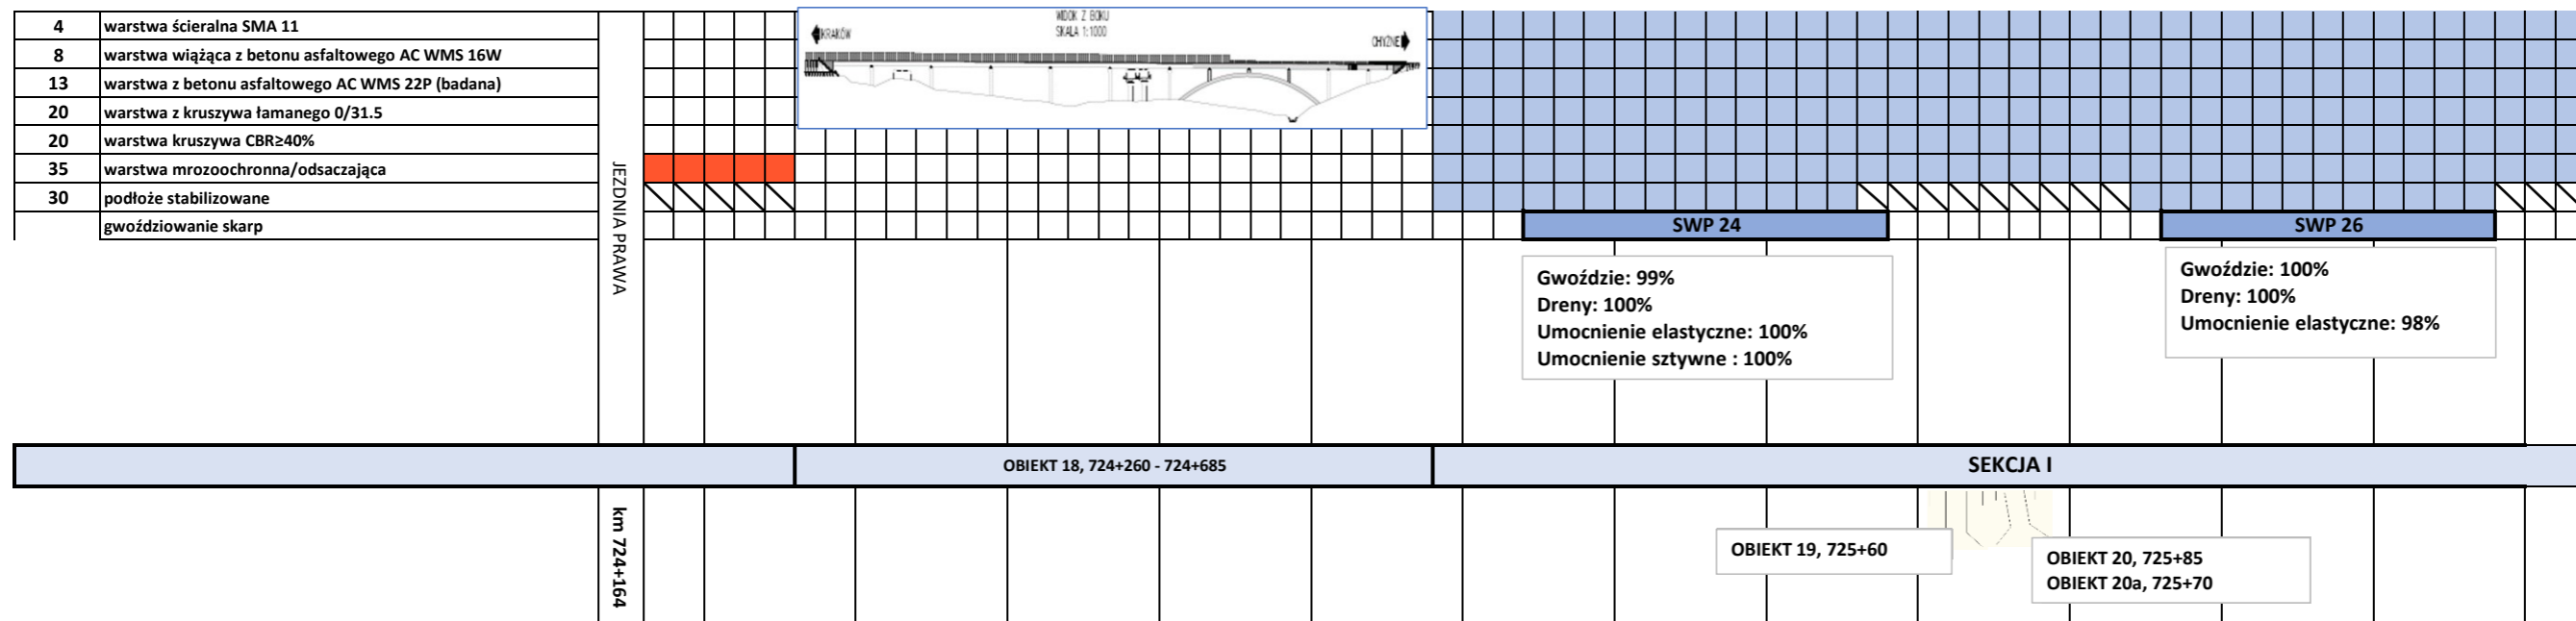 4 warstwa ścieralna SMA 11
8 warstwa wiążąca z betonu asfaltowego AC WMS 16W
13 warstwa z betonu asfaltowego AC WMS 22P (badana)
20 warstwa z kruszywa łamanego 0/31.5
20 warstwa kruszywa CBR≥40%
35 warstwa mrozoochronna/odsaczająca
30 podłoże stabilizowane
gwoździowanie skarp
JEZDNIA PRAWA
WIDOK Z BOKU
SKALA 1:1000
KRAKÓW
CHYŻNE
SWP 24
SWP 26
Gwoździe: 99%
Dreny: 100%
Umocnienie elastyczne: 100%
Umocnienie sztywne : 100%
Gwoździe: 100%
Dreny: 100%
Umocnienie elastyczne: 98%
OBIEKT 18, 724+260 - 724+685
SEKCJA I
km 724+164
OBIEKT 19, 725+60
OBIEKT 20, 725+85
OBIEKT 20a, 725+70